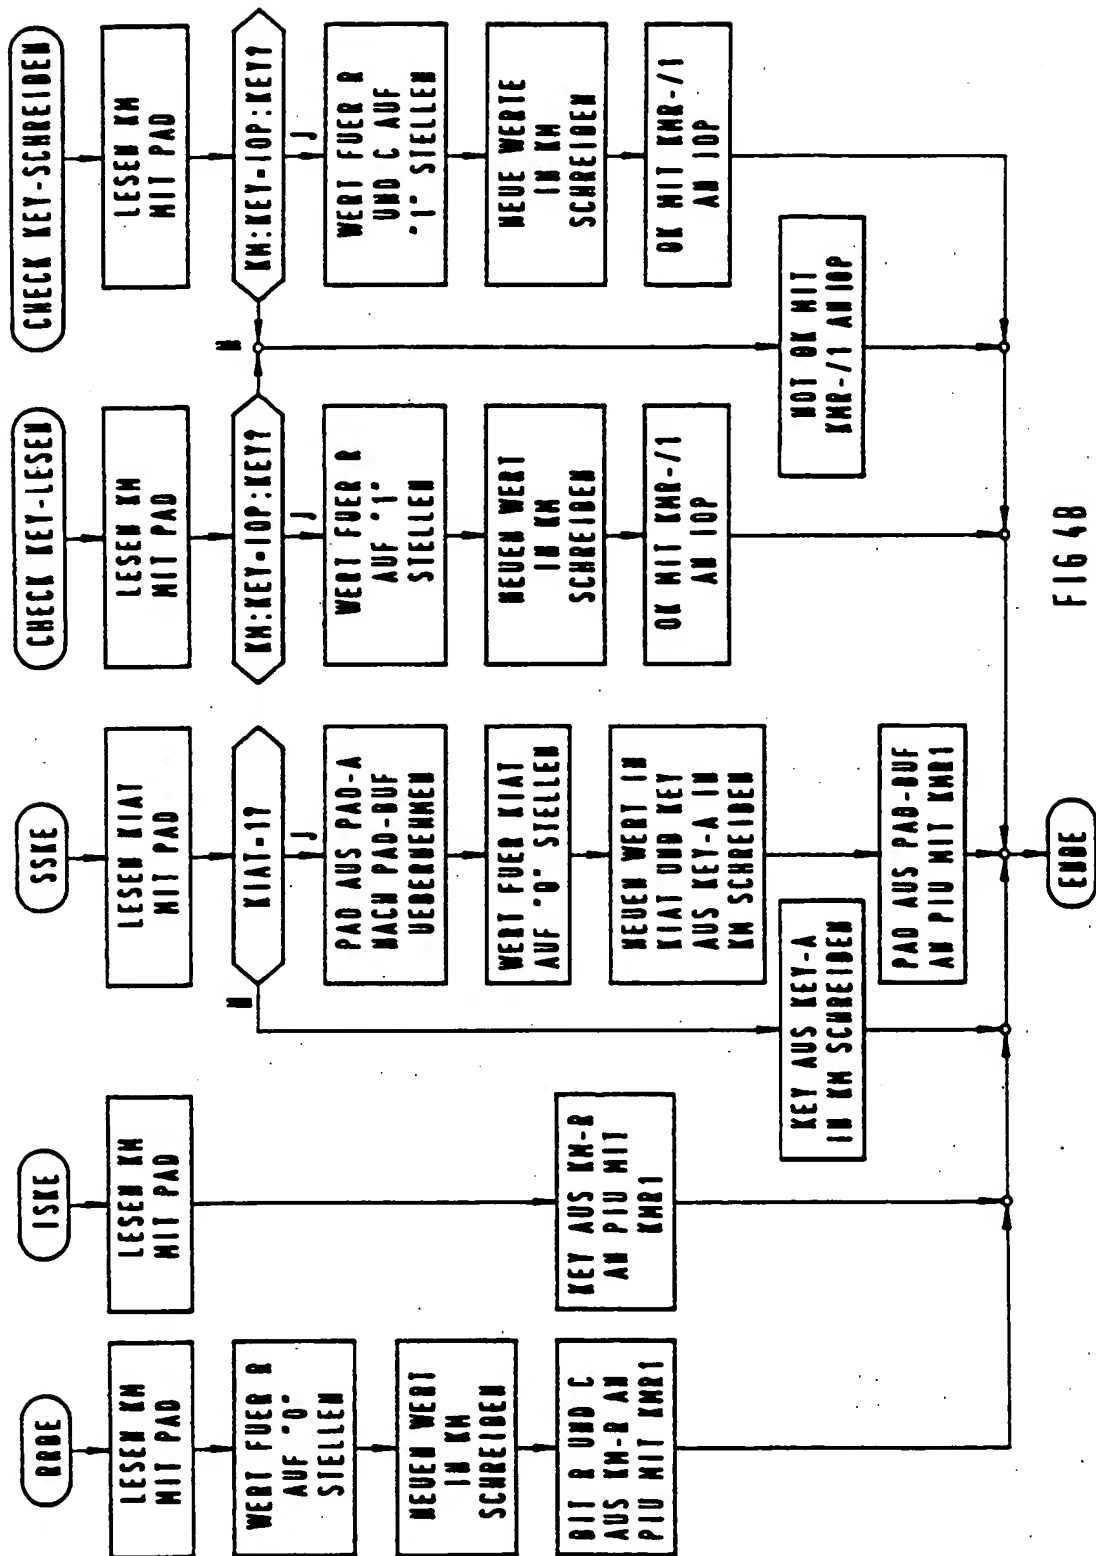 RRBE
LESEN KM
MIT PAD
WERT FUER R
AUF "0"
STELLEN
NEUEN WERT
IN KM
SCHREIBEN
BIT R UND C
AUS KM-R AN
PIU MIT KMR1
ISKE
LESEN KM
MIT PAD
KEY AUS KM-R
AN PIU MIT
KMR1
SSKE
LESEN KIAT
MIT PAD
KIAT=1?
N
J
PAD AUS PAD-A
NACH PAD-BUF
UEBERNEHMEN
WERT FUER KIAT
AUF "0" STELLEN
NEUEN WERT IN
KIAT UND KEY
AUS KEY-A IN
KM SCHREIBEN
KEY AUS KEY-A
IN KM SCHREIBEN
PAD AUS PAD-BUF
AN PIU MIT KMR1
CHECK KEY-LESEN
LESEN KM
MIT PAD
KM:KEY=IOP:KEY?
J
WERT FUER R
AUF "1"
STELLEN
NEUEN WERT
IN KM
SCHREIBEN
OK MIT KMR-/1
AN IOP
N
NOT OK MIT
KMR-/1 AN IOP
CHECK KEY-SCHREIBEN
LESEN KM
MIT PAD
KM:KEY=IOP:KEY?
J
WERT FUER R
UND C AUF
"1" STELLEN
NEUE WERTE
IN KM
SCHREIBEN
OK MIT KMR-/1
AN IOP
ENDE
FIG 4B